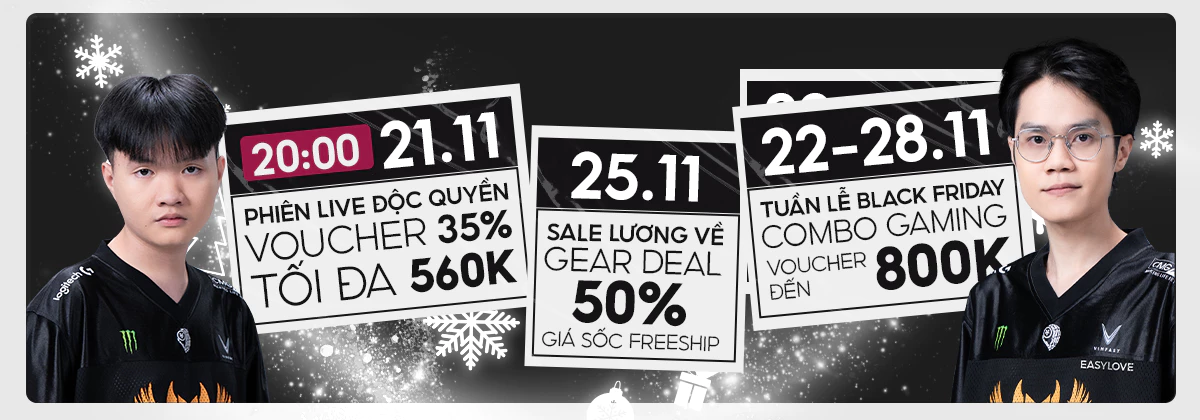 20:00 21.11
PHIÊN LIVE ĐỘC QUYỀN
VOUCHER 35%
TỐI ĐA 560K
25.11
SALE LƯƠNG VỀ
GEAR DEAL
50%
GIÁ SỐC FREESHIP
22-28.11
TUẦN LỄ BLACK FRIDAY
COMBO GAMING
VOUCHER
ĐẾN
800K
logitech G
VINFAST
VINFAST
EASYLOVE